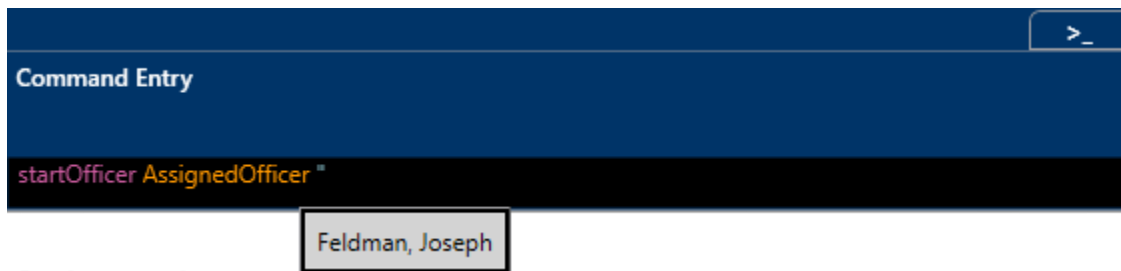 >_
Command Entry
startOfficer AssignedOfficer "
Feldman, Joseph